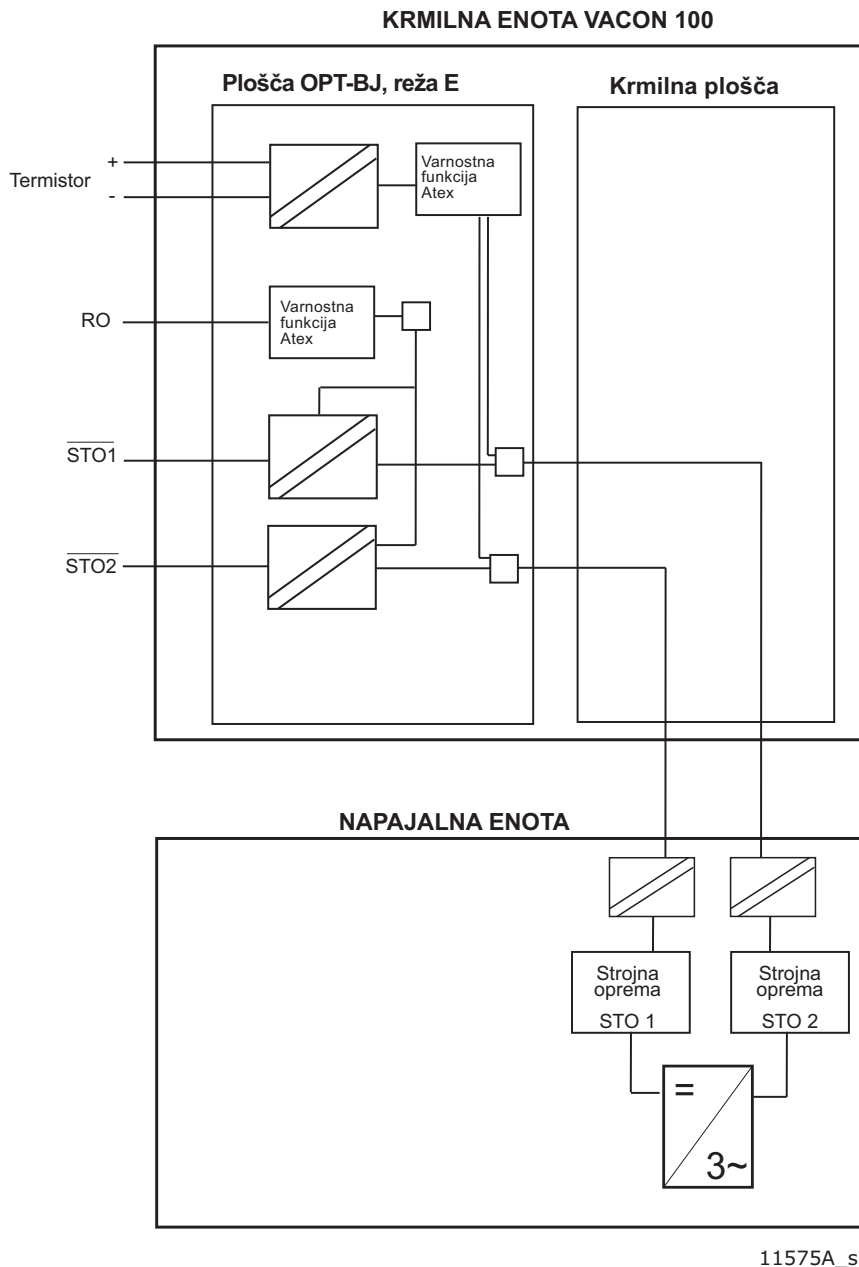 KRMILNA ENOTA VACON 100
Plošča OPT-BJ, reža E
Krmilna plošča
Termistor
+
-
Varnostna
funkcija
Atex
RO
Varnostna
funkcija
Atex
STO1
STO2
NAPAJALNA ENOTA
Strojna
oprema
STO 1
Strojna
oprema
STO 2
=
3~
11575A_s